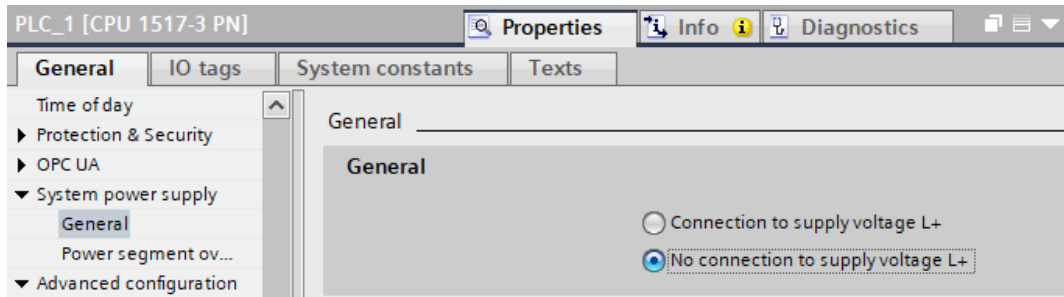 PLC_1 [CPU 1517-3 PN]
Properties
Info
Diagnostics
General
IO tags
System constants
Texts
Time of day
Protection & Security
OPC UA
System power supply
General
Power segment ov...
Advanced configuration
General
General
Connection to supply voltage L+
No connection to supply voltage L+